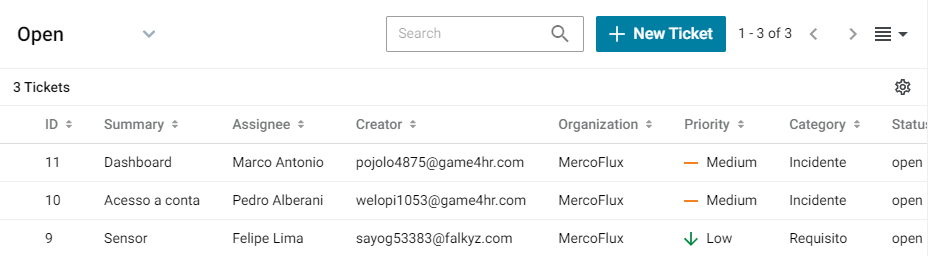 Open Search + New Ticket 1 - 3 of 3
3 Tickets
ID Summary Assignee Creator Organization Priority Category Status
11 Dashboard Marco Antonio pojolo4875@game4hr.com MercoFlux Medium Incidente open
10 Acesso a conta Pedro Alberani welopi1053@game4hr.com MercoFlux Medium Incidente open
9 Sensor Felipe Lima sayog53383@falkyz.com MercoFlux Low Requisito open